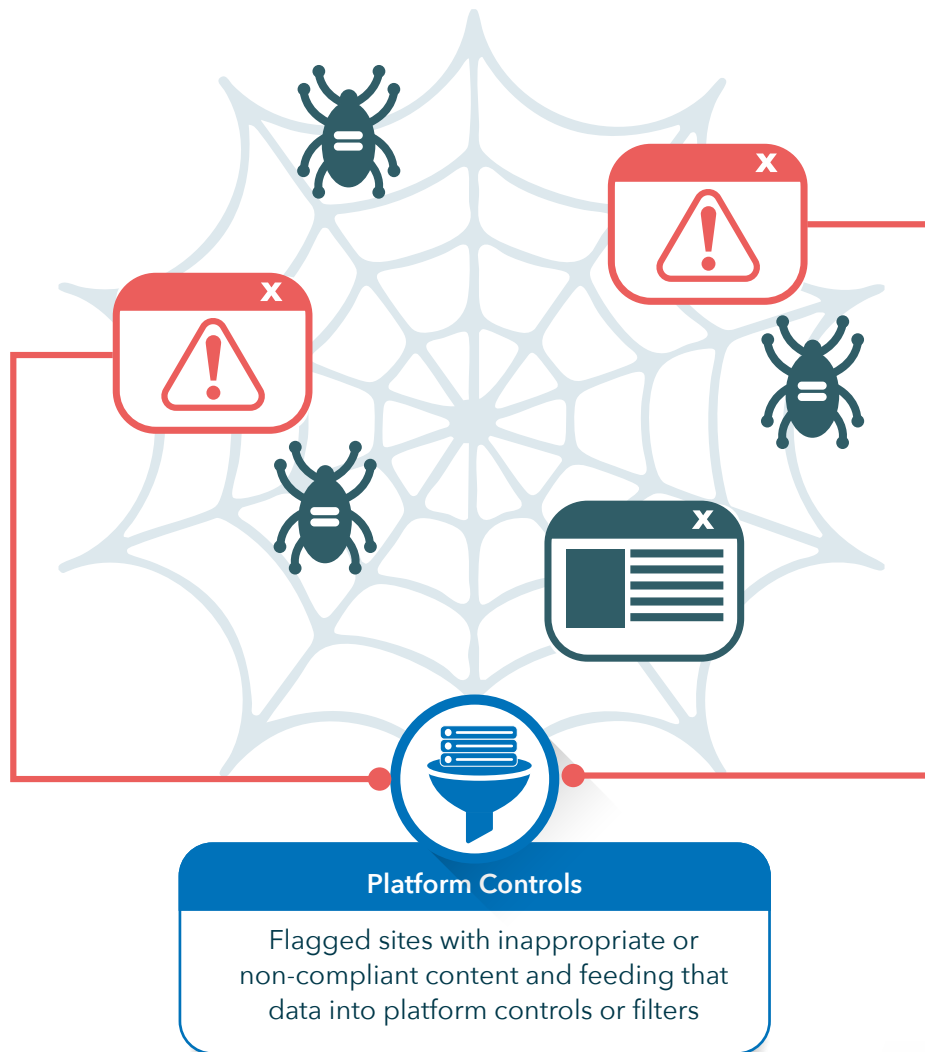 X
X
X
Platform Controls
Flagged sites with inappropriate or
non-compliant content and feeding that
data into platform controls or filters